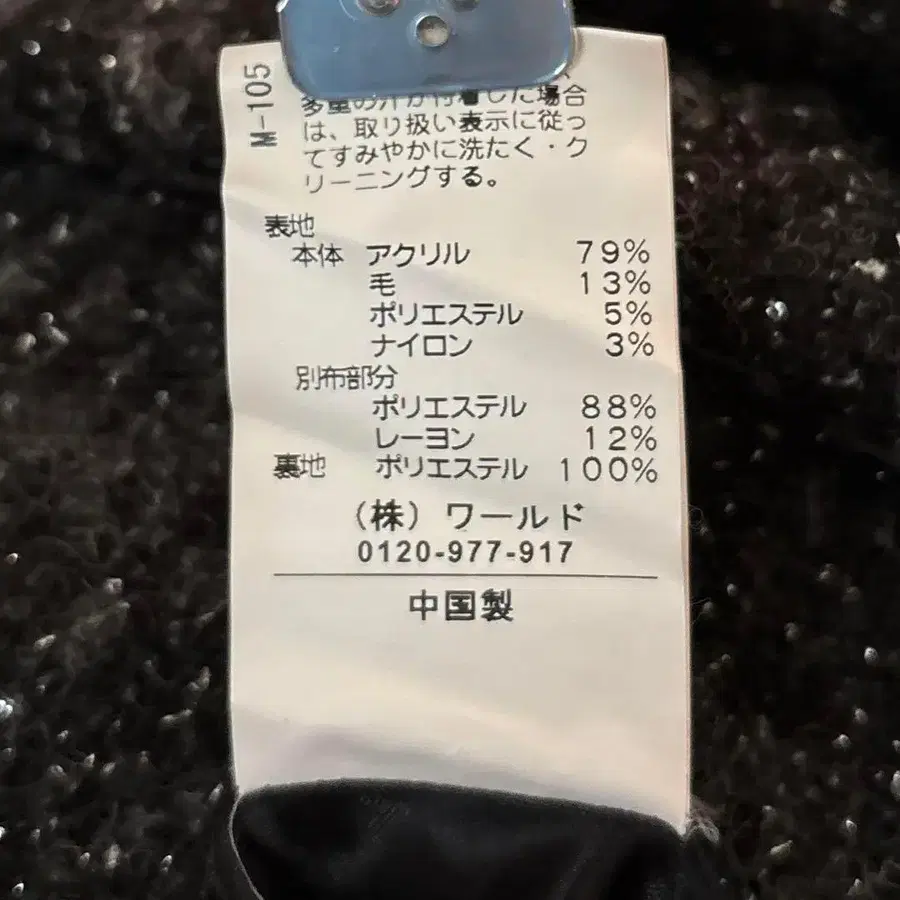 M-105
多量の汗が付着した場合
は、取り扱い表示に従っ
てすみやかに洗たく・ク
リーニングする。
表地
本体 アクリル 79%
毛 13%
ポリエステル 5%
ナイロン 3%
別布部分
ポリエステル 88%
レーヨン 12%
裏地 ポリエステル 100%
(株) ワールド
0120-977-917
中国製